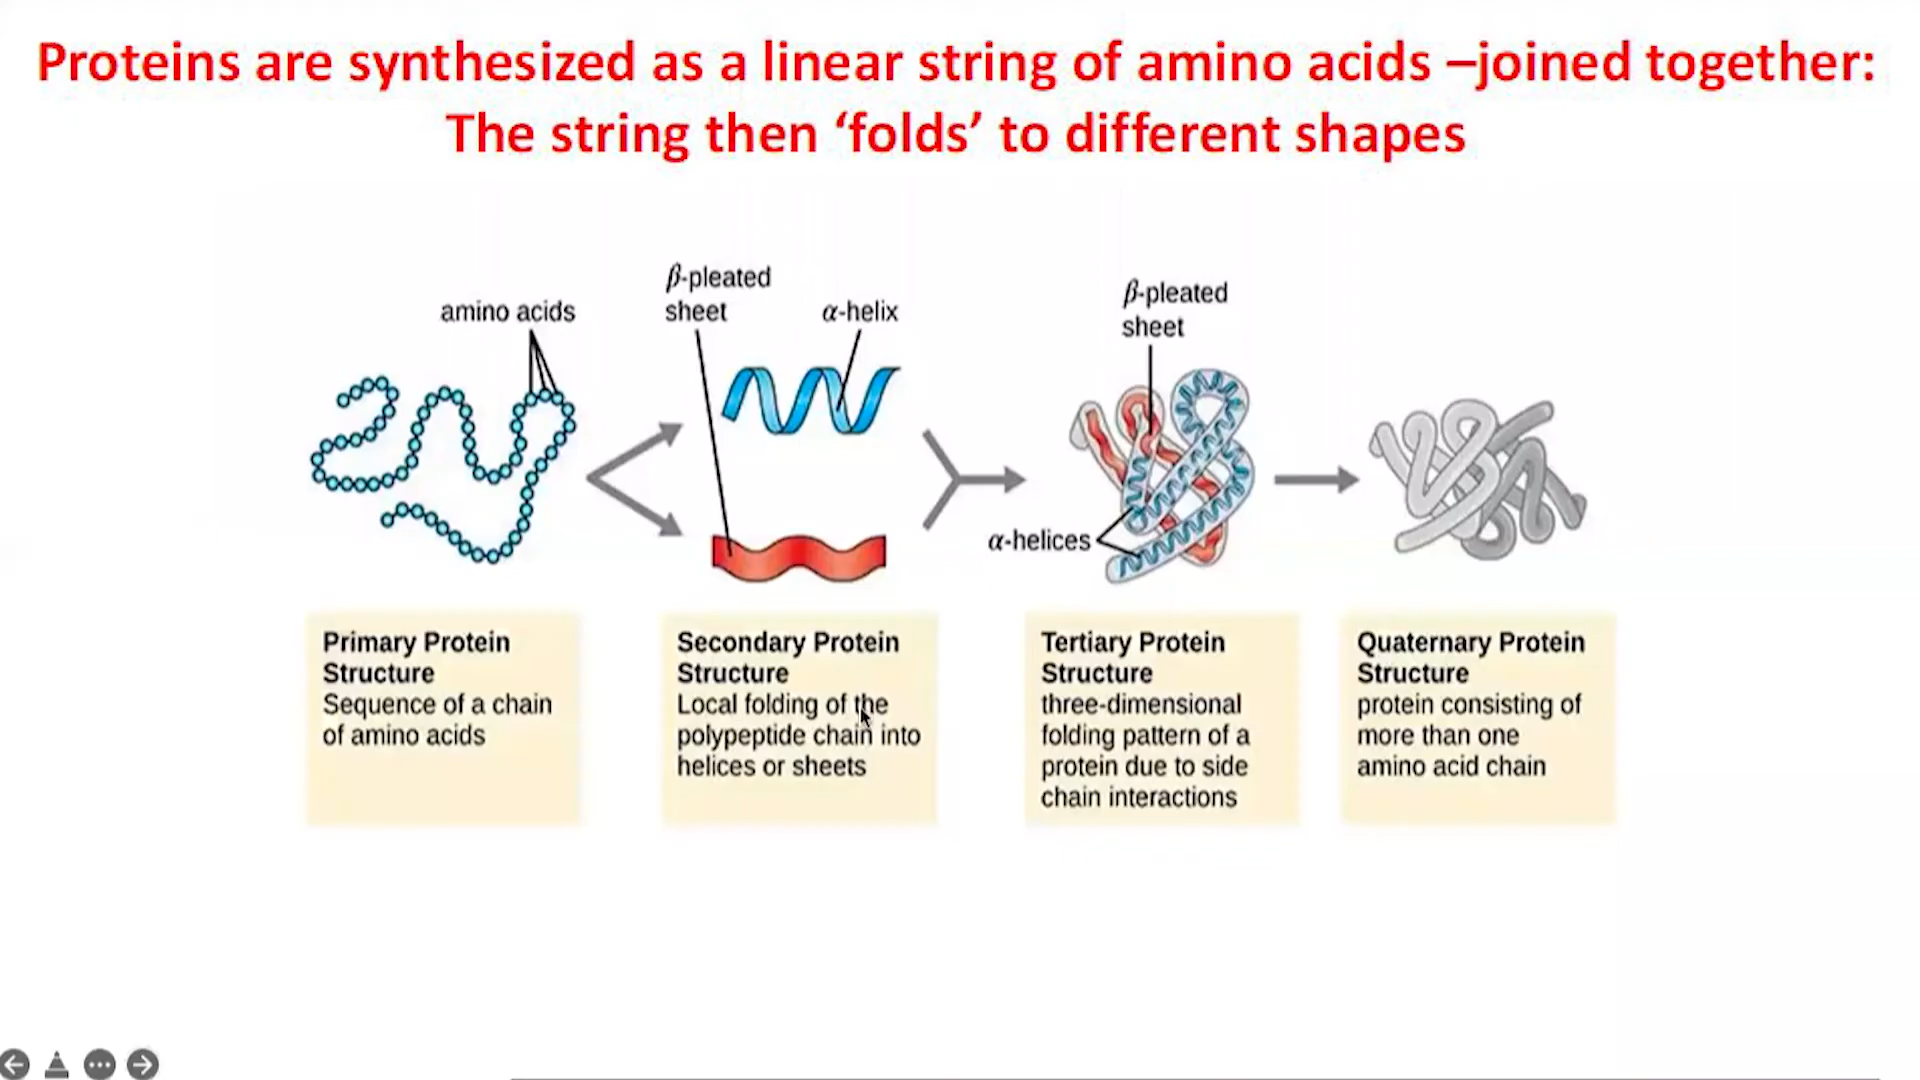 Proteins are synthesized as a linear string of amino acids –joined together:
The string then ‘folds’ to different shapes
amino acids
β-pleated
sheet
α-helix
β-pleated
sheet
α-helices
Primary Protein
Structure
Sequence of a chain
of amino acids
Secondary Protein
Structure
Local folding of the
polypeptide chain into
helices or sheets
Tertiary Protein
Structure
three-dimensional
folding pattern of a
protein due to side
chain interactions
Quaternary Protein
Structure
protein consisting of
more than one
amino acid chain